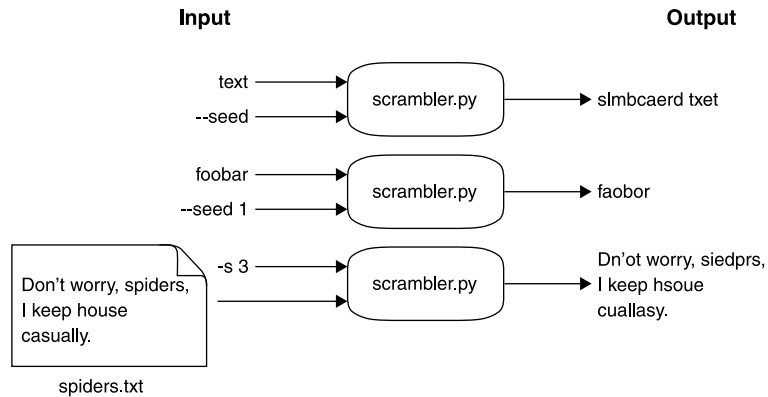 Input
Output
text
--seed
scrambler.py
slmbcaerd txet
foobar
--seed 1
scrambler.py
faobor
Don’t worry, spiders,
I keep house
casually.
spiders.txt
-s 3
scrambler.py
Dn’ot worry, siedprs,
I keep hsoue
cuallasy.